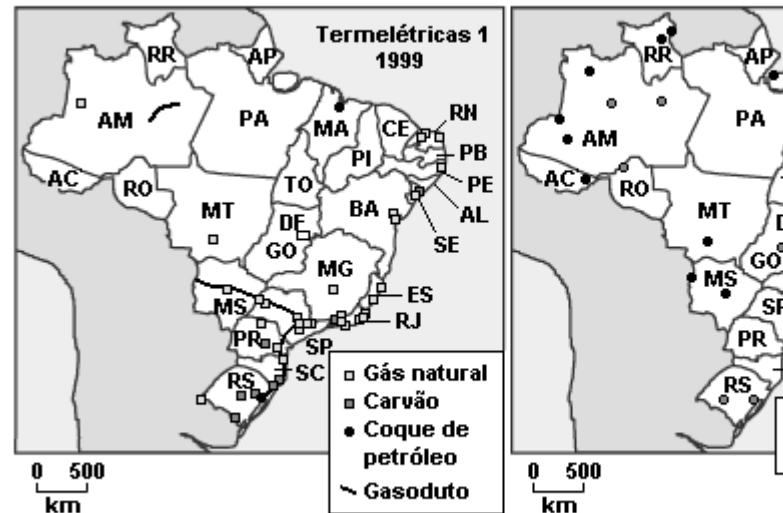 Termelétricas 1
1999
RR
AP
AM
PA
MA
CE
RN
PB
PE
AL
SE
PI
TO
AC
RO
BA
MT
DF
GO
MG
ES
RJ
MS
SP
PR
SC
RS
Gás natural
Carvão
Coque de
petróleo
Gasoduto
0 500
km
RR
AP
AM
PA
AC
RO
MT
GO
MS
PR
RS
0 500
km